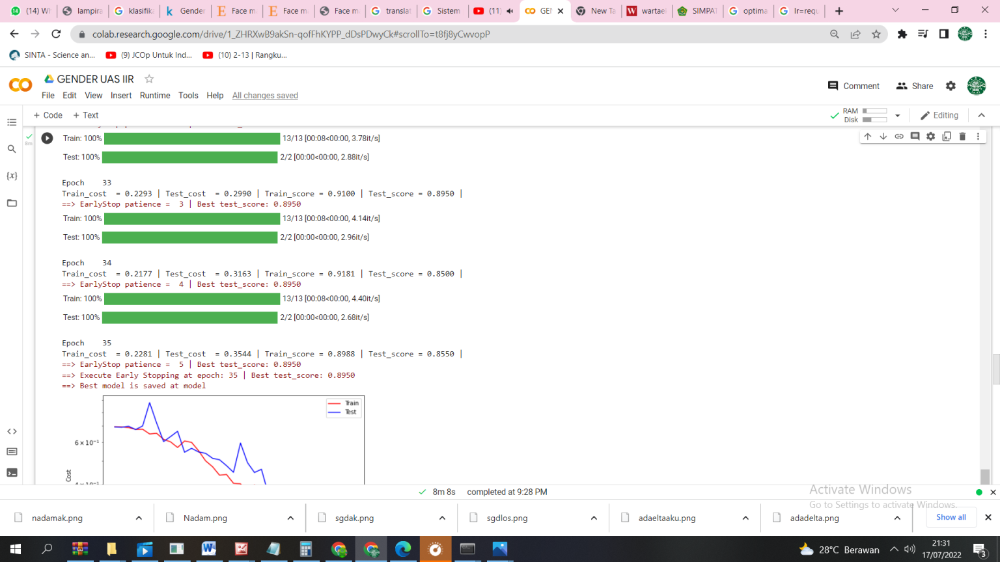 (14) Wh
lampira
klasifika
Gender
Face m
Face m
Face m
translat
Sistem
(11)
GEN
New Ta
wartael
SIMPAT
optima
lr=requ
colab.research.google.com/drive/1_ZHRXwB9akSn-qofFhKYPP_dDsPDwyCk#scrollTo=t8fj8yCwvopP
SINTA - Science an...
(9) JCOp Untuk Ind...
(10) 2-13 | Rangku...
GENDER UAS IIR
Comment
Share
File Edit View Insert Runtime Tools Help All changes saved
+ Code + Text
RAM
Disk
Editing
8m
Train: 100% 13/13 [00:08<00:00, 3.78it/s]
Test: 100% 2/2 [00:00<00:00, 2.88it/s]
Epoch 33
Train_cost = 0.2293 | Test_cost = 0.2990 | Train_score = 0.9100 | Test_score = 0.8950 |
==> EarlyStop patience = 3 | Best test_score: 0.8950
Train: 100% 13/13 [00:08<00:00, 4.14it/s]
Test: 100% 2/2 [00:00<00:00, 2.96it/s]
Epoch 34
Train_cost = 0.2177 | Test_cost = 0.3163 | Train_score = 0.9181 | Test_score = 0.8500 |
==> EarlyStop patience = 4 | Best test_score: 0.8950
Train: 100% 13/13 [00:08<00:00, 4.40it/s]
Test: 100% 2/2 [00:00<00:00, 2.68it/s]
Epoch 35
Train_cost = 0.2281 | Test_cost = 0.3544 | Train_score = 0.8988 | Test_score = 0.8550 |
==> EarlyStop patience = 5 | Best test_score: 0.8950
==> Execute Early Stopping at epoch: 35 | Best test_score: 0.8950
==> Best model is saved at model
Train
Test
6 × 10⁻¹
Cost
4 × 10⁻¹
8m 8s completed at 9:28 PM
Activate Windows
Go to Settings to activate Windows.
nadamak.png
Nadam.png
sgdak.png
sgdlos.png
adaeltaaku.png
adadelta.png
Show all
28°C Berawan
21:31
17/07/2022
3